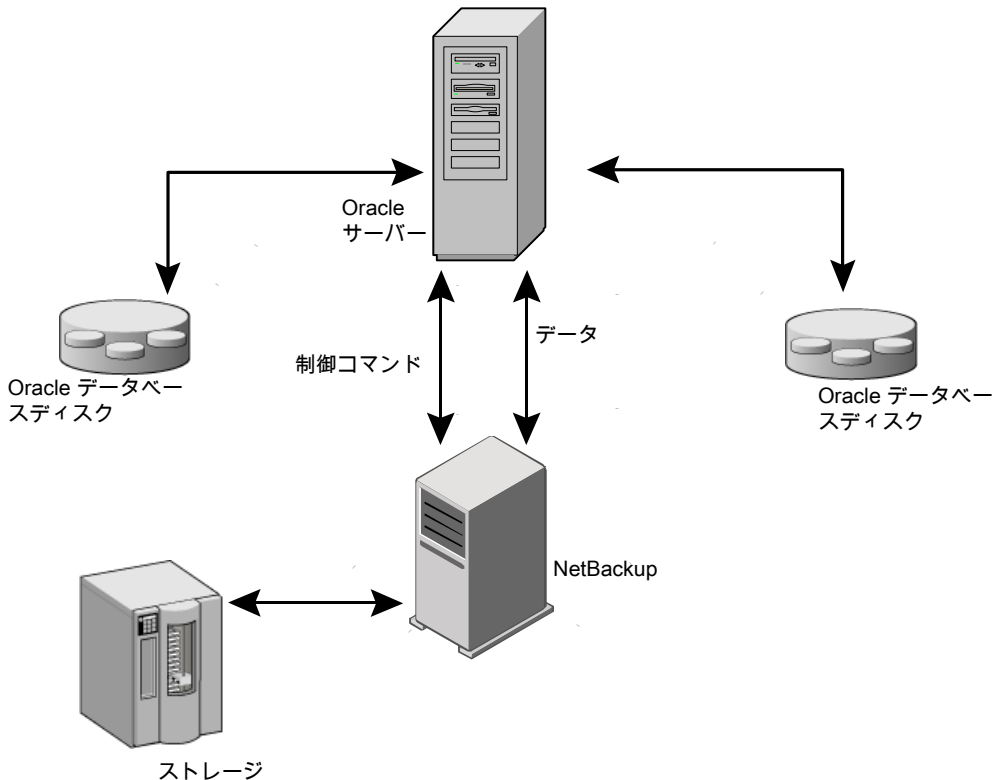 Oracle
サーバー
制御コマンド
データ
Oracle データベー
スディスク
Oracle データベー
スディスク
NetBackup
ストレージ